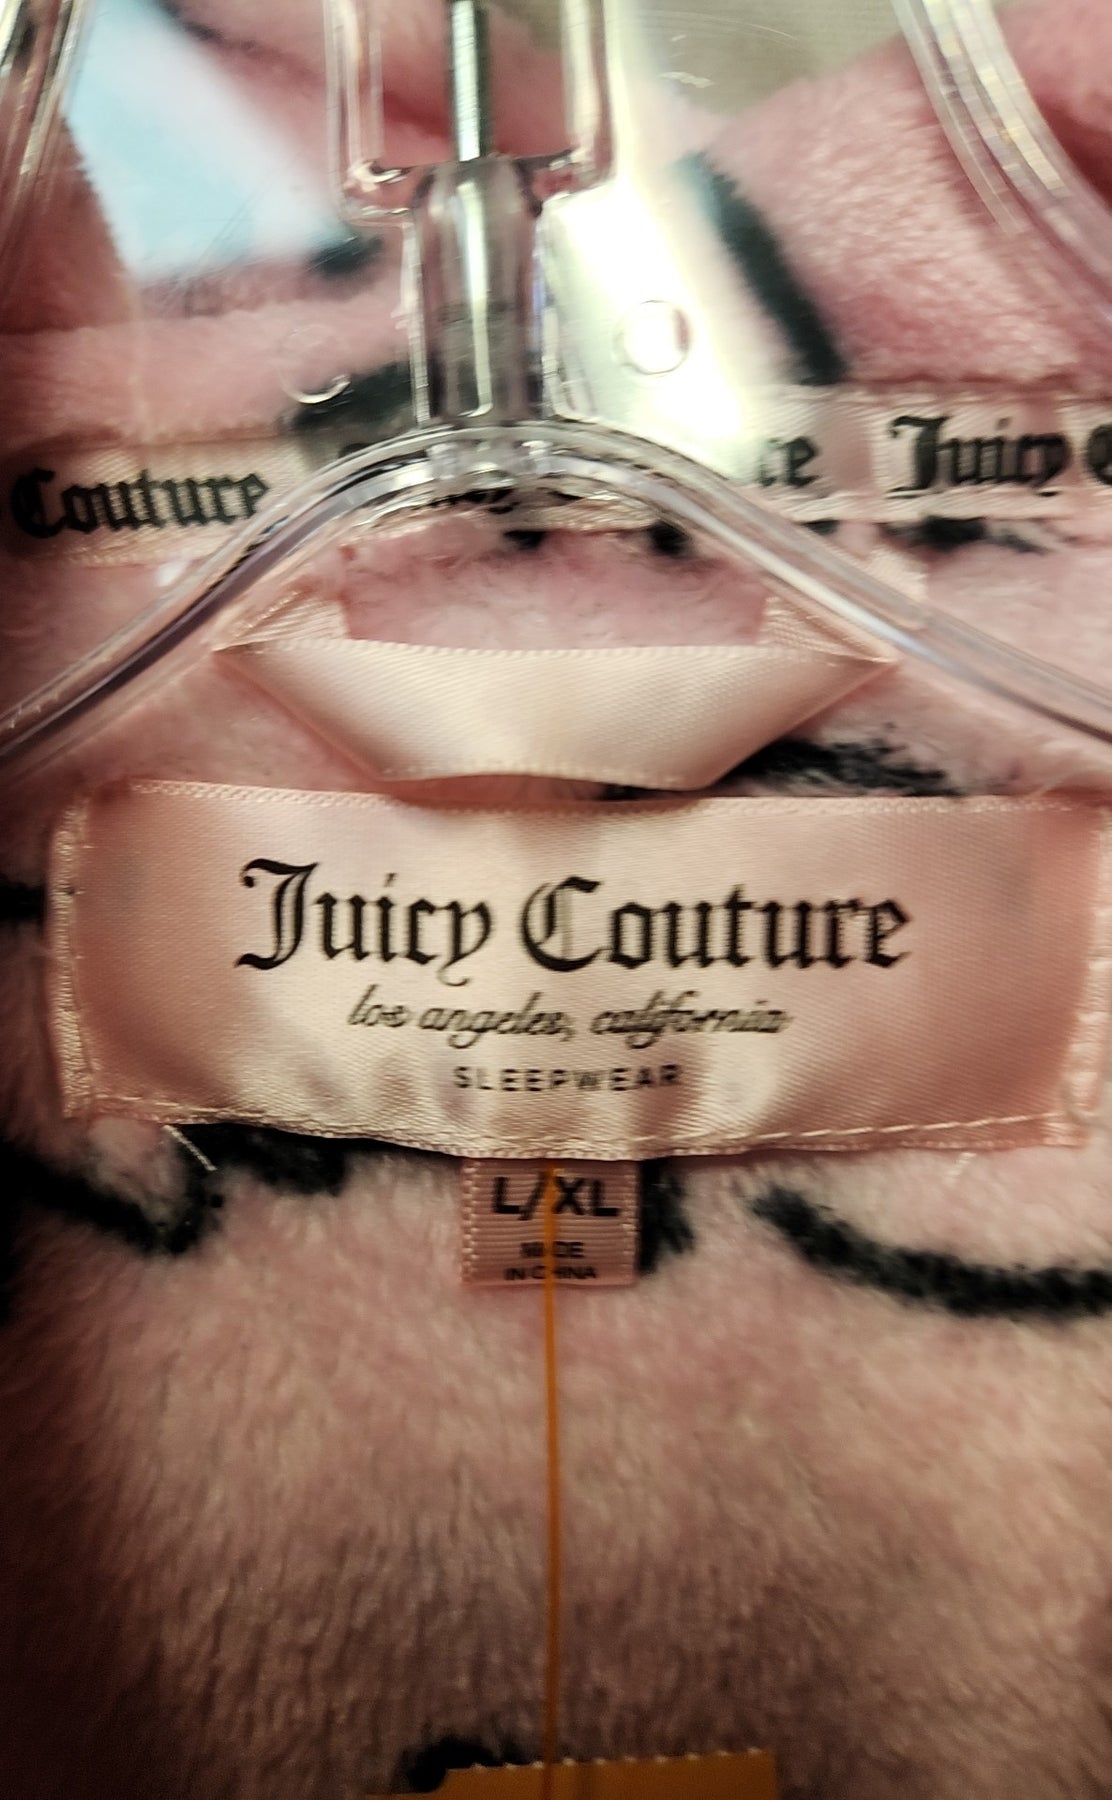 Couture
Juicy
Juicy Couture
los angeles, california
SLEEPWEAR
L/XL
MADE
IN CHINA